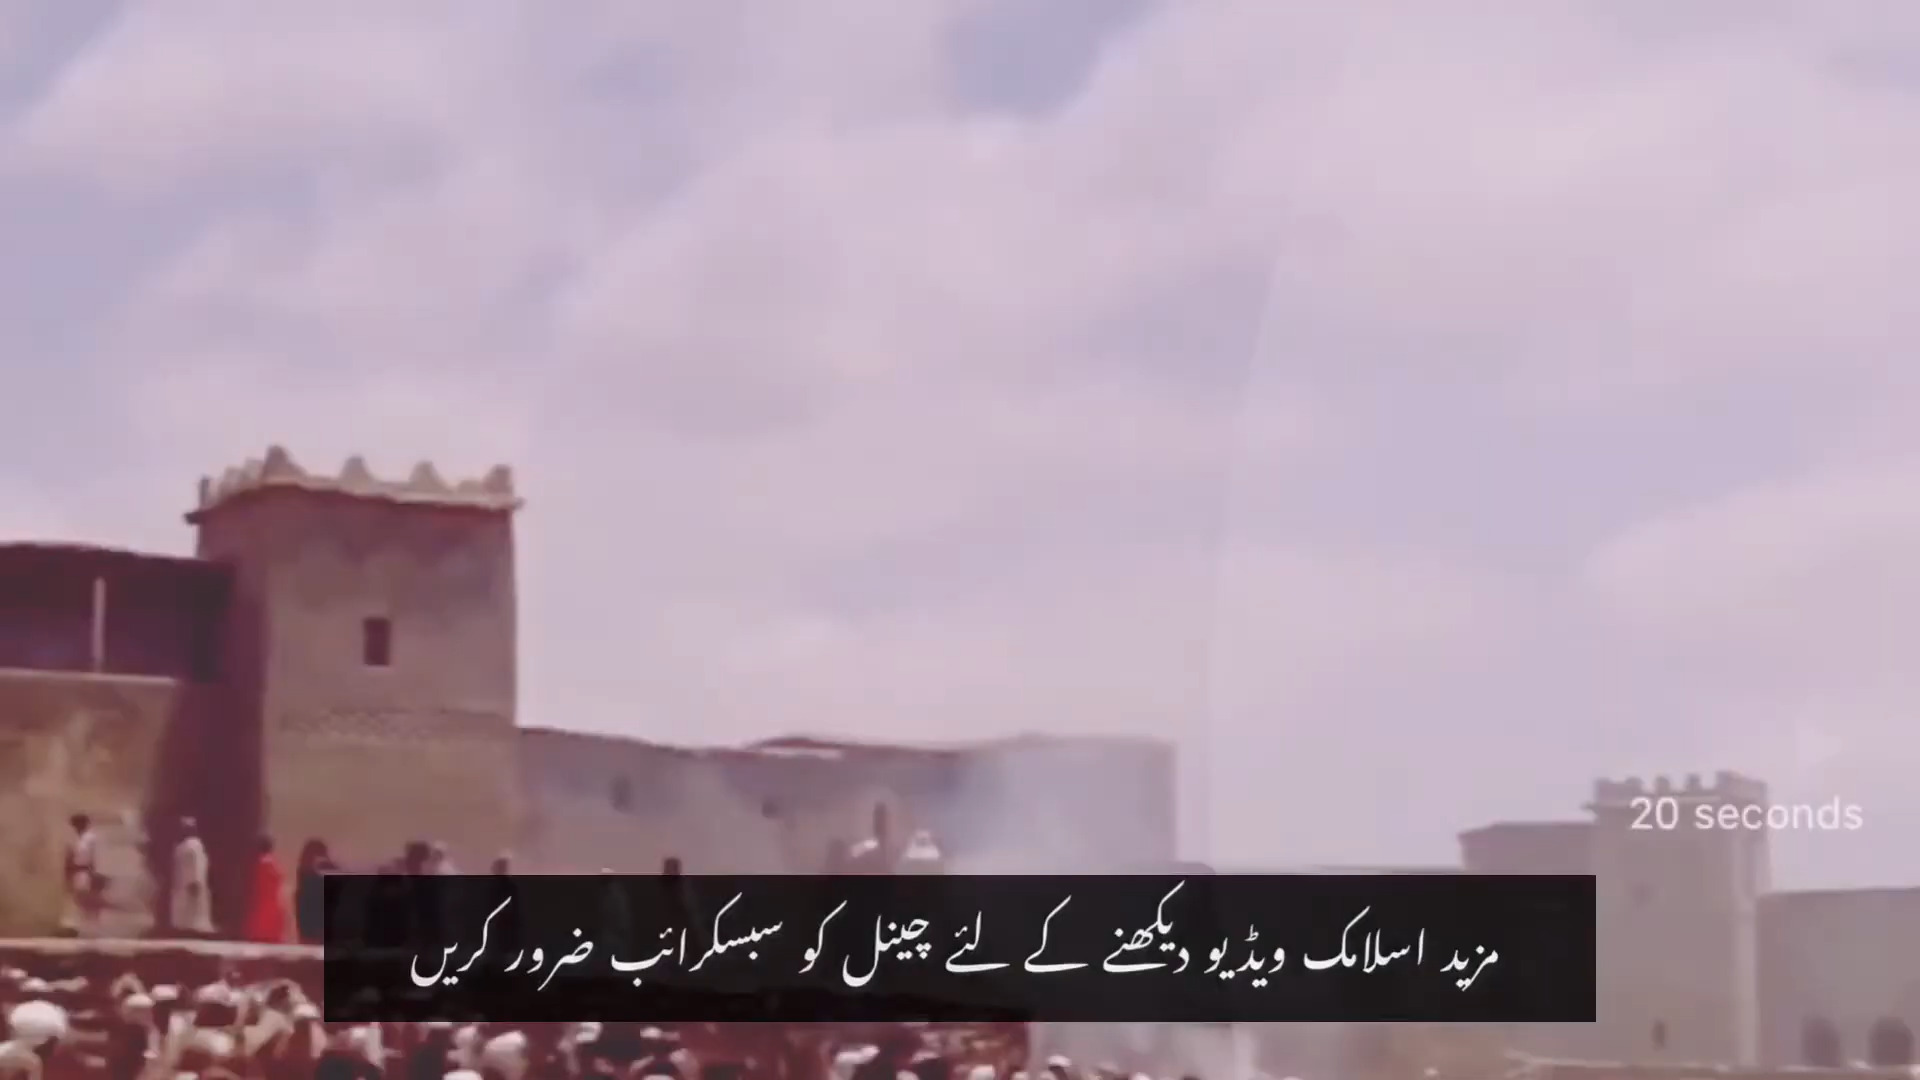 20 seconds
مزید اسلامک ویڈیو دیکھنے کے لئے چینل کو سبسکرائب ضرور کریں